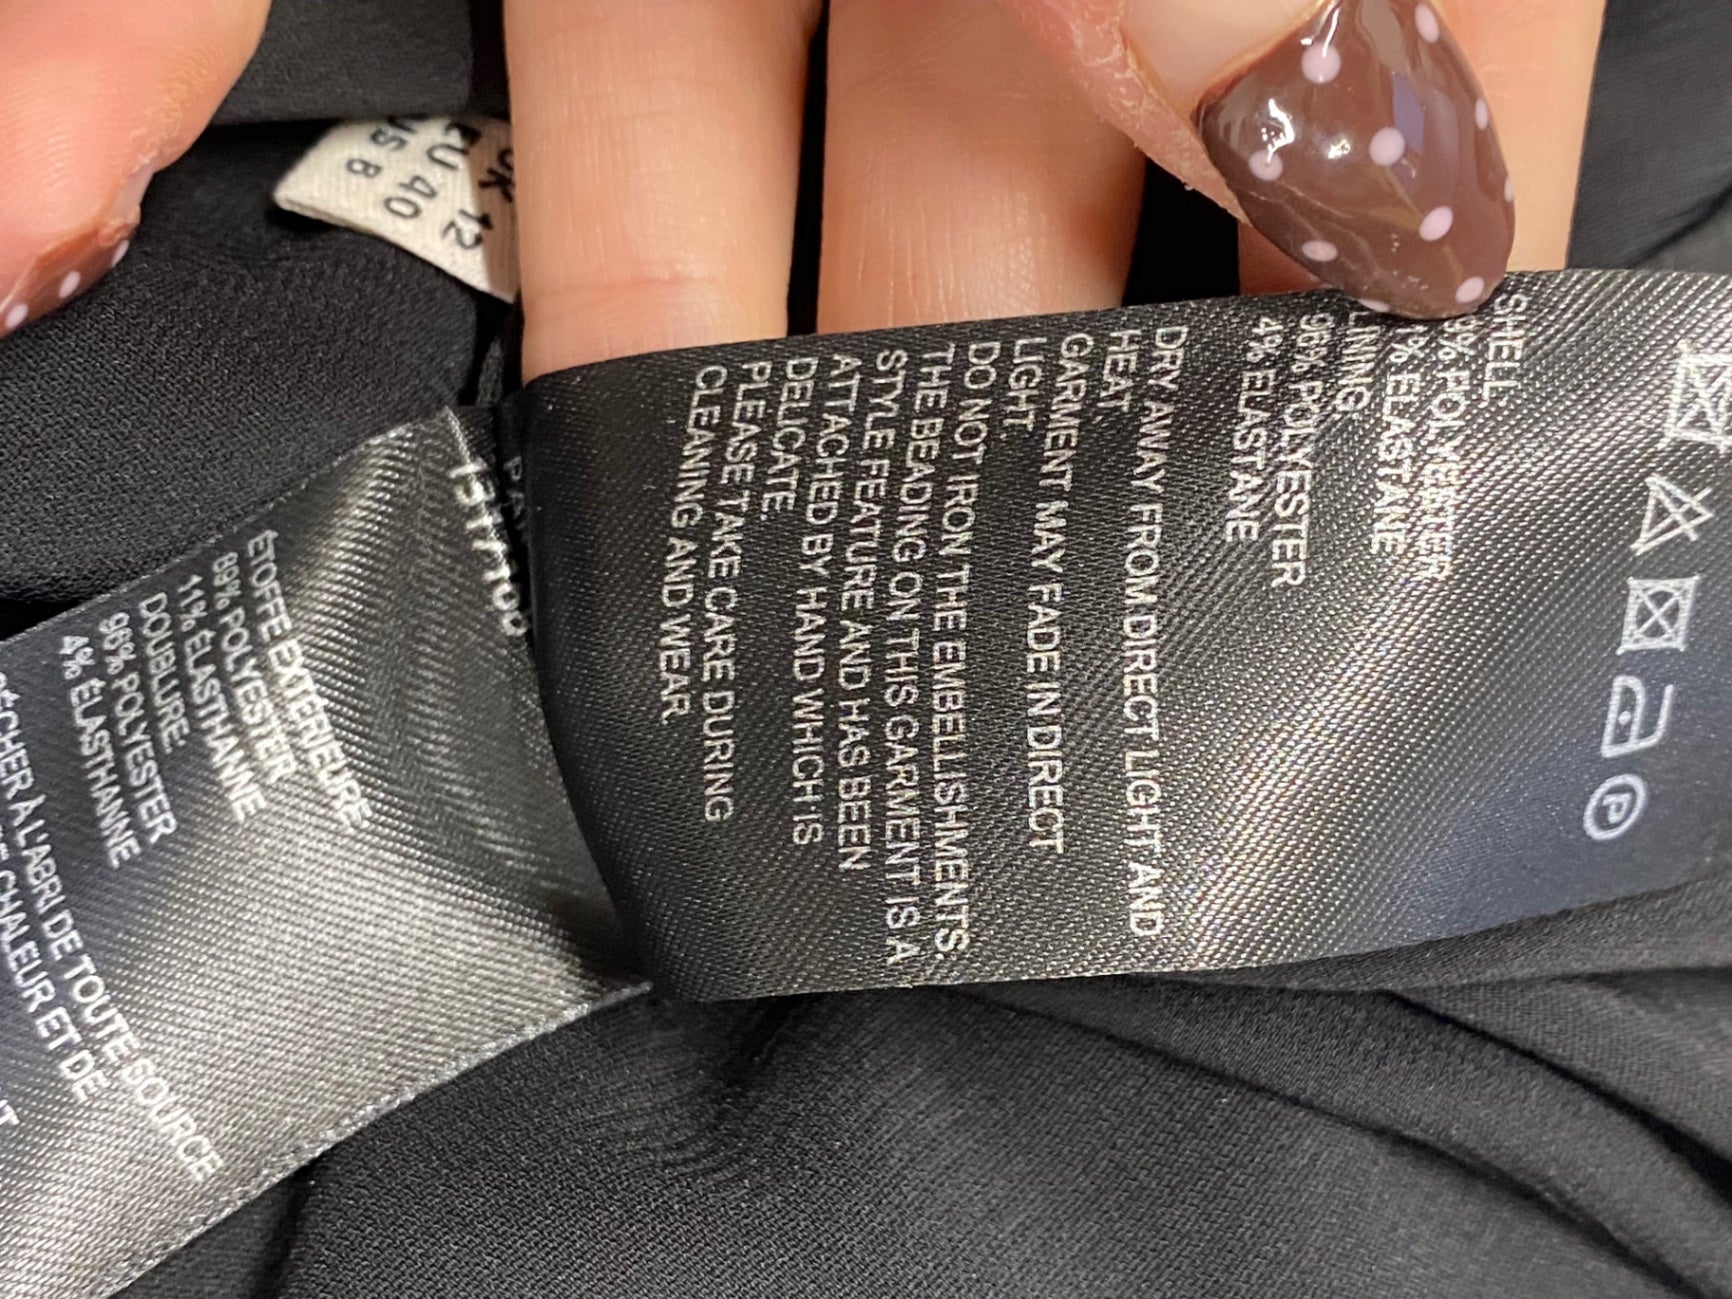 UK 12
EU 40
US 8
SHELL
% POLYESTER
% ELASTANE
LINING
96% POLYESTER
4% ELASTANE
DRY AWAY FROM DIRECT LIGHT AND
HEAT
GARMENT MAY FADE IN DIRECT
LIGHT.
DO NOT IRON THE EMBELLISHMENTS.
THE BEADING ON THIS GARMENT IS A
STYLE FEATURE AND HAS BEEN
ATTACHED BY HAND WHICH IS
DELICATE
PLEASE TAKE CARE DURING
CLEANING AND WEAR
P
ÉTOFFE EXTÉRIEURE
89% POLYESTER
11% ÉLASTHANNE
DOUBLURE
96% POLYESTER
4% ÉLASTHANNE
SÉCHER À L'ABRI DE TOUTE SOURCE
DE CHALEUR ET DE